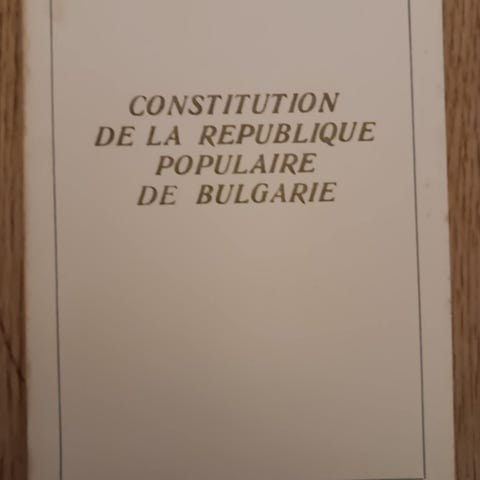 CONSTITUTION
DE LA REPUBLIQUE
POPULAIRE
DE BULGARIE